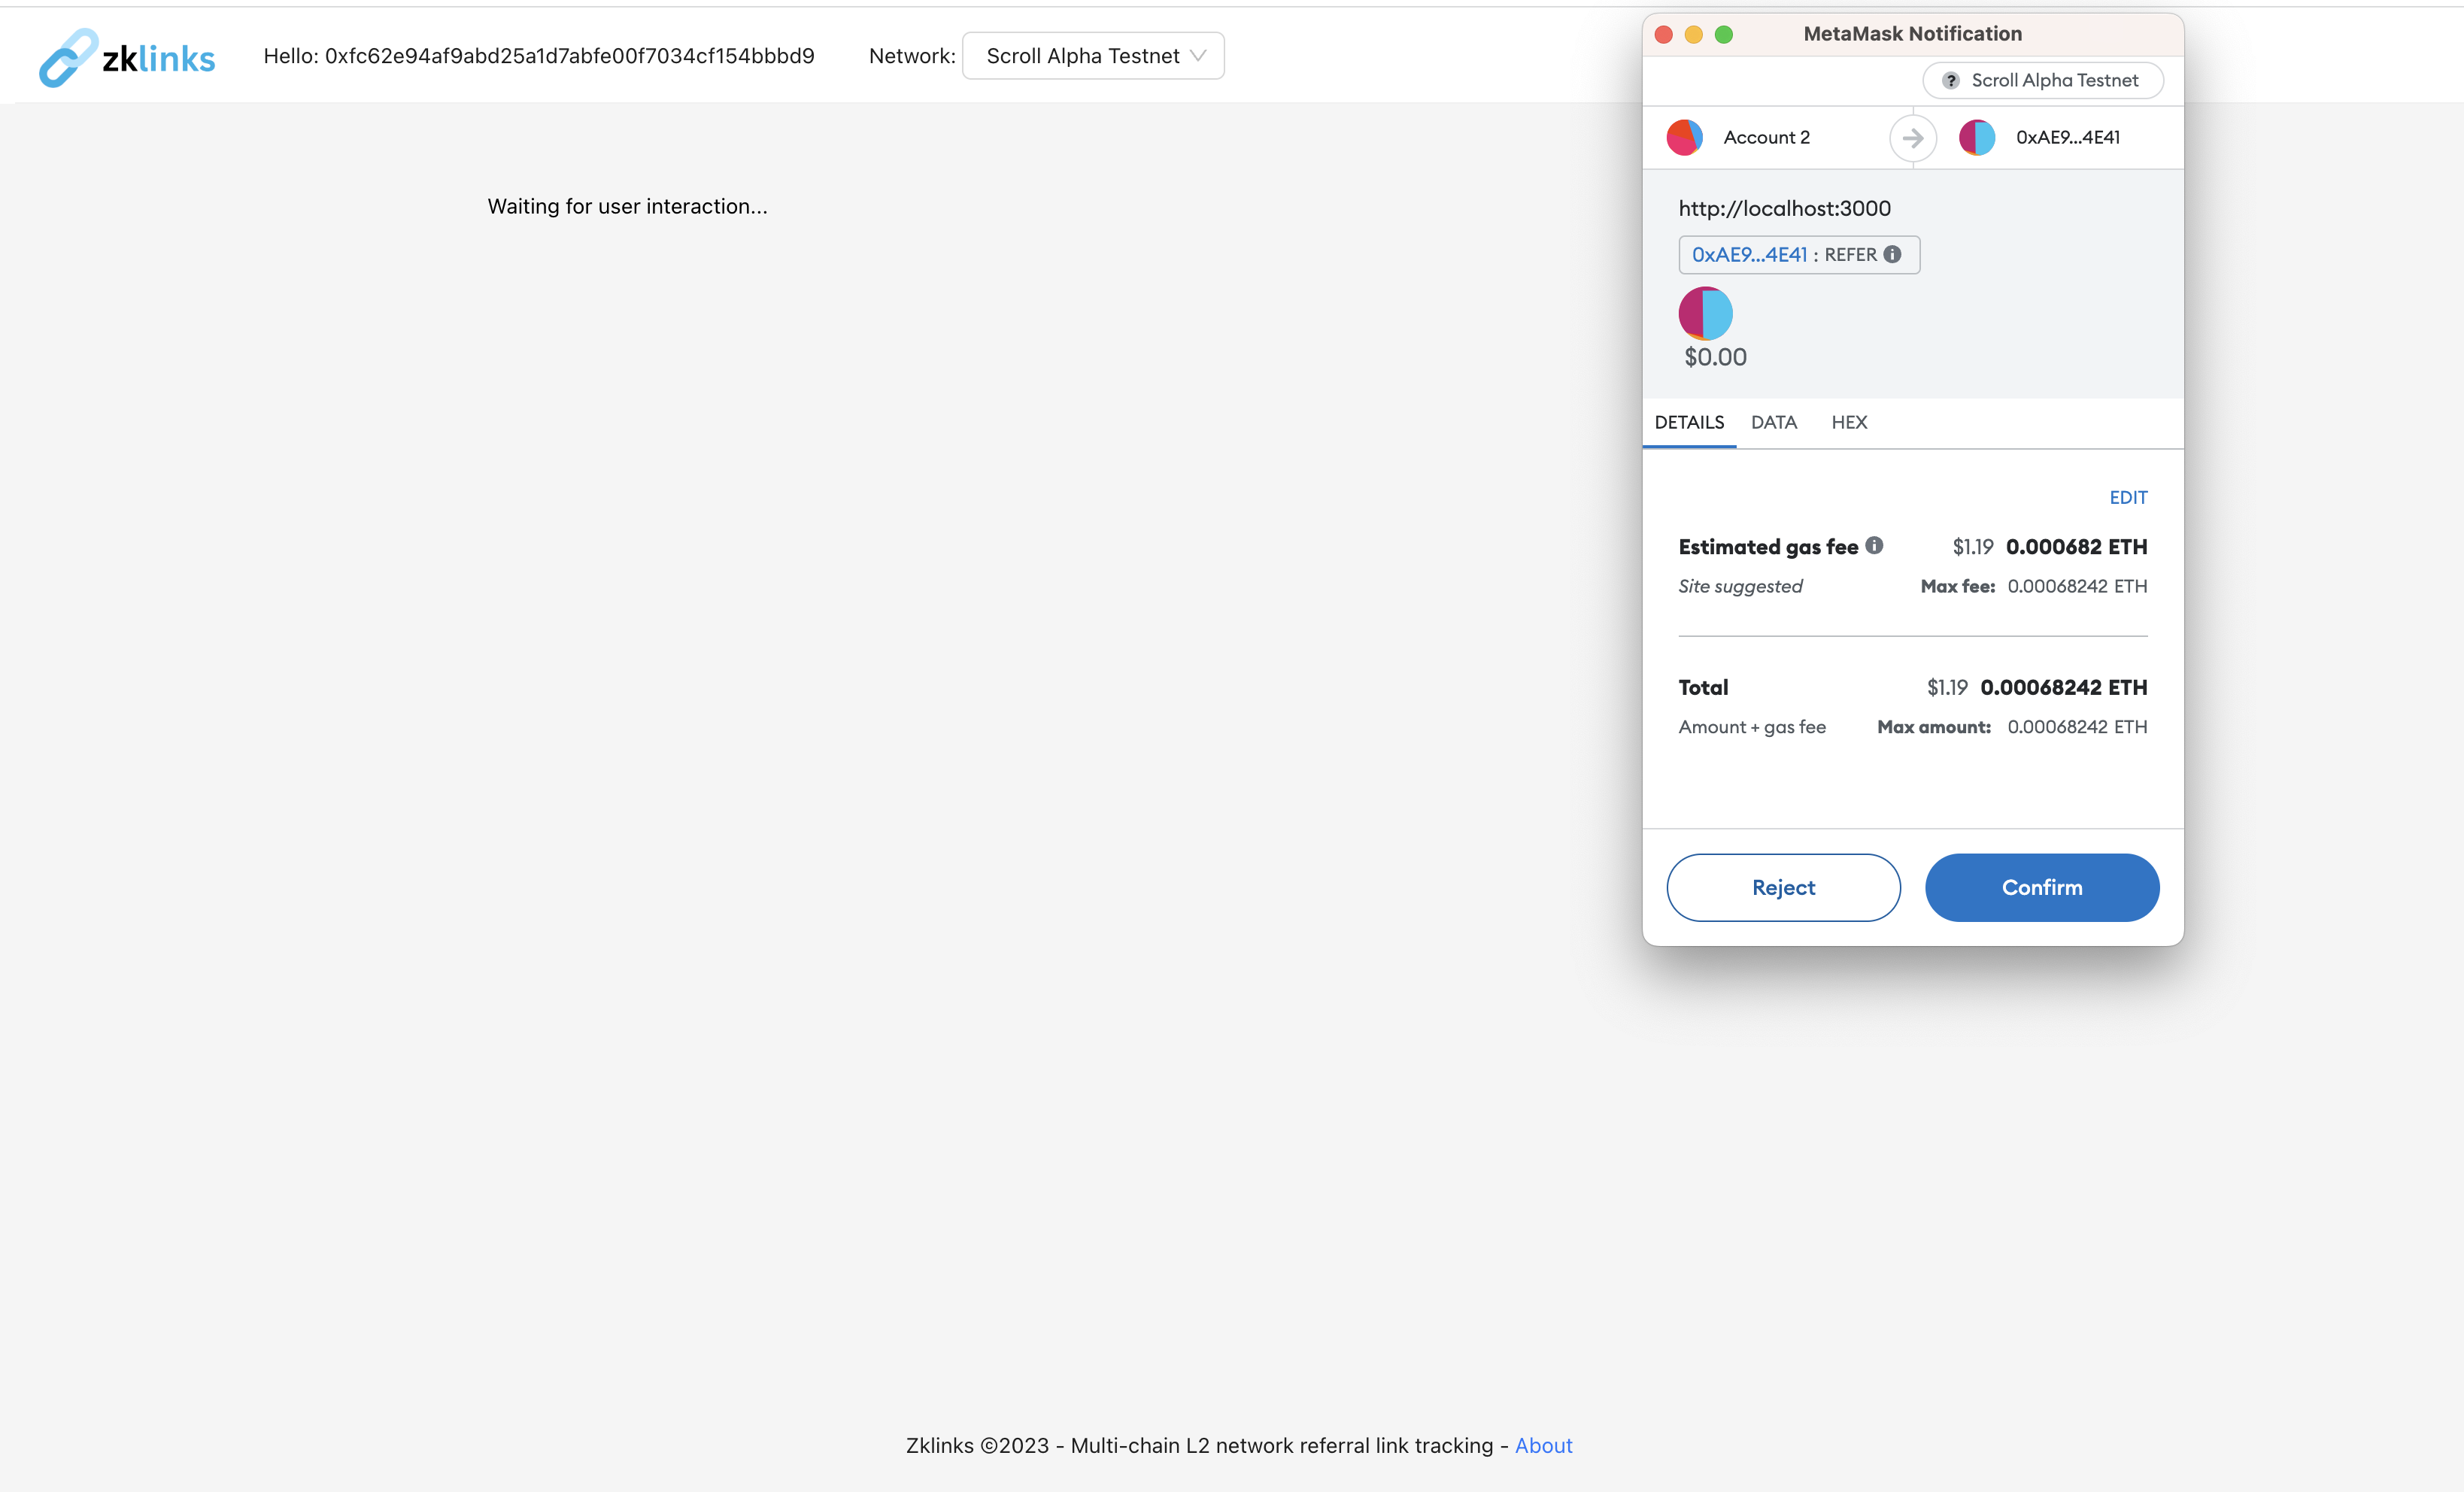 zklinks
Hello: 0xfc62e94af9abd25a1d7abfe00f7034cf154bbbd9
Network: Scroll Alpha Testnet
Waiting for user interaction...
MetaMask Notification
? Scroll Alpha Testnet
Account 2
0xAE9...4E41
http://localhost:3000
0xAE9...4E41 : REFER
$0.00
DETAILS DATA HEX
EDIT
Estimated gas fee $1.19 0.000682 ETH
Site suggested Max fee: 0.00068242 ETH
Total $1.19 0.00068242 ETH
Amount + gas fee Max amount: 0.00068242 ETH
Reject Confirm
Zklinks ©2023 - Multi-chain L2 network referral link tracking - About